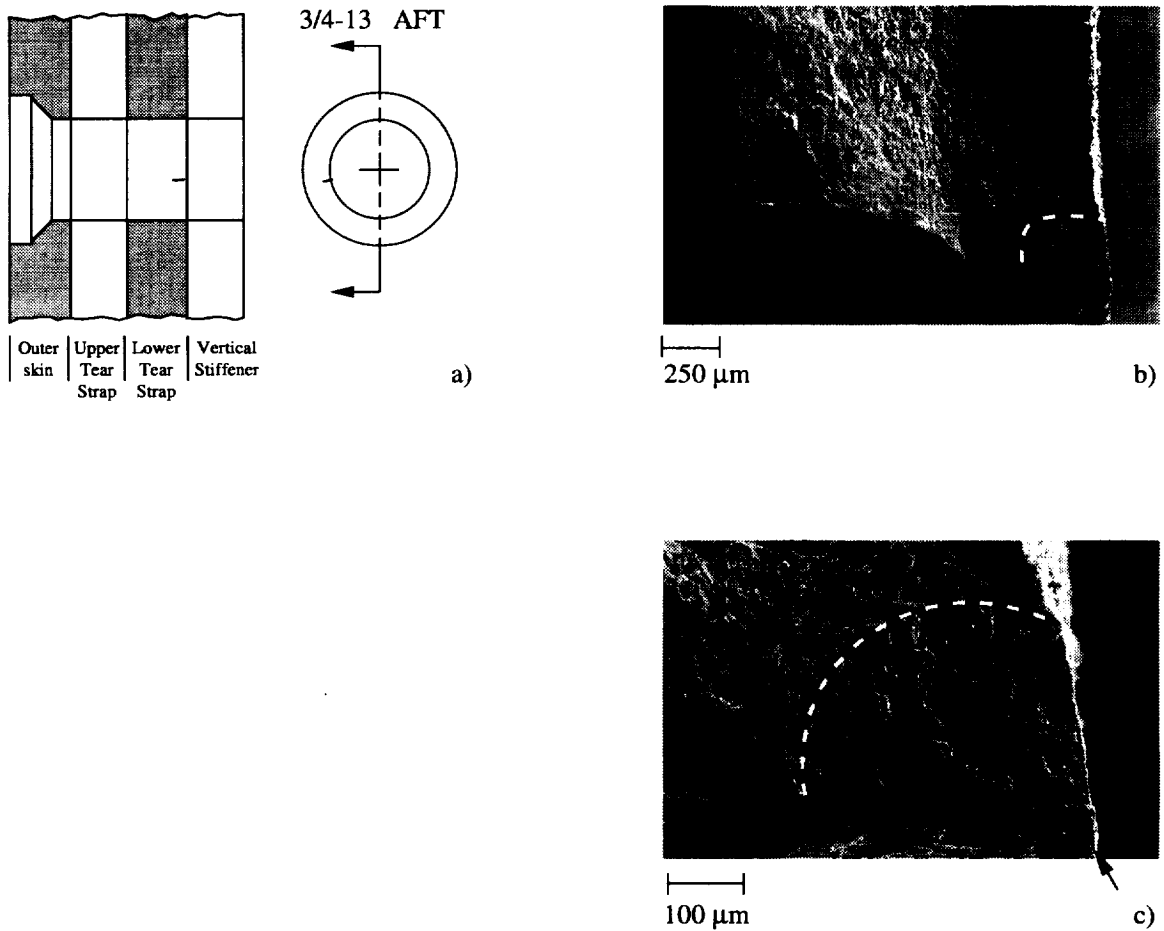 3/4-13 AFT
Outer skin
Upper Tear Strap
Lower Tear Strap
Vertical Stiffener
a)
250 μm
b)
100 μm
c)